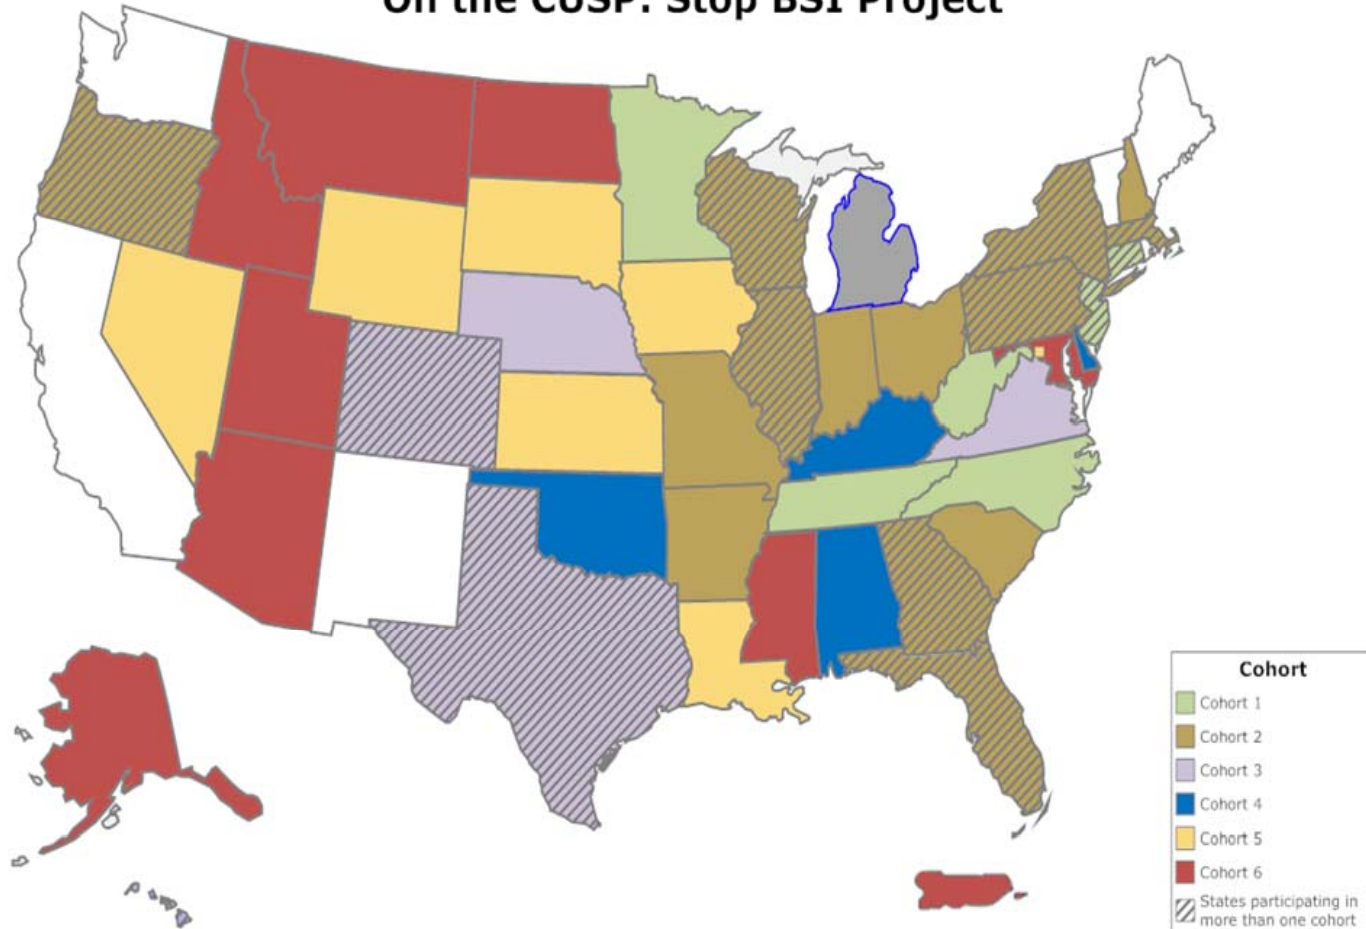 On the CUSP: Stop BSI Project
Cohort
Cohort 1
Cohort 2
Cohort 3
Cohort 4
Cohort 5
Cohort 6
States participating in
more than one cohort